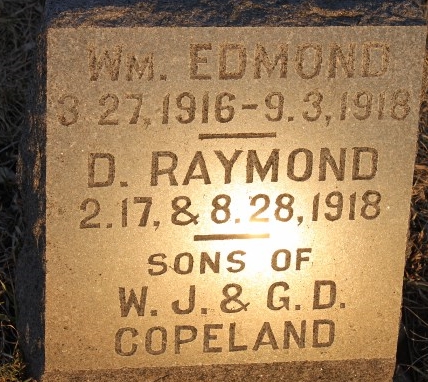 WM. EDMOND
3.27,1916-9.3,1918
D. RAYMOND
2.17, & 8.28, 1918
SONS OF
W. J. & G. D.
COPELAND